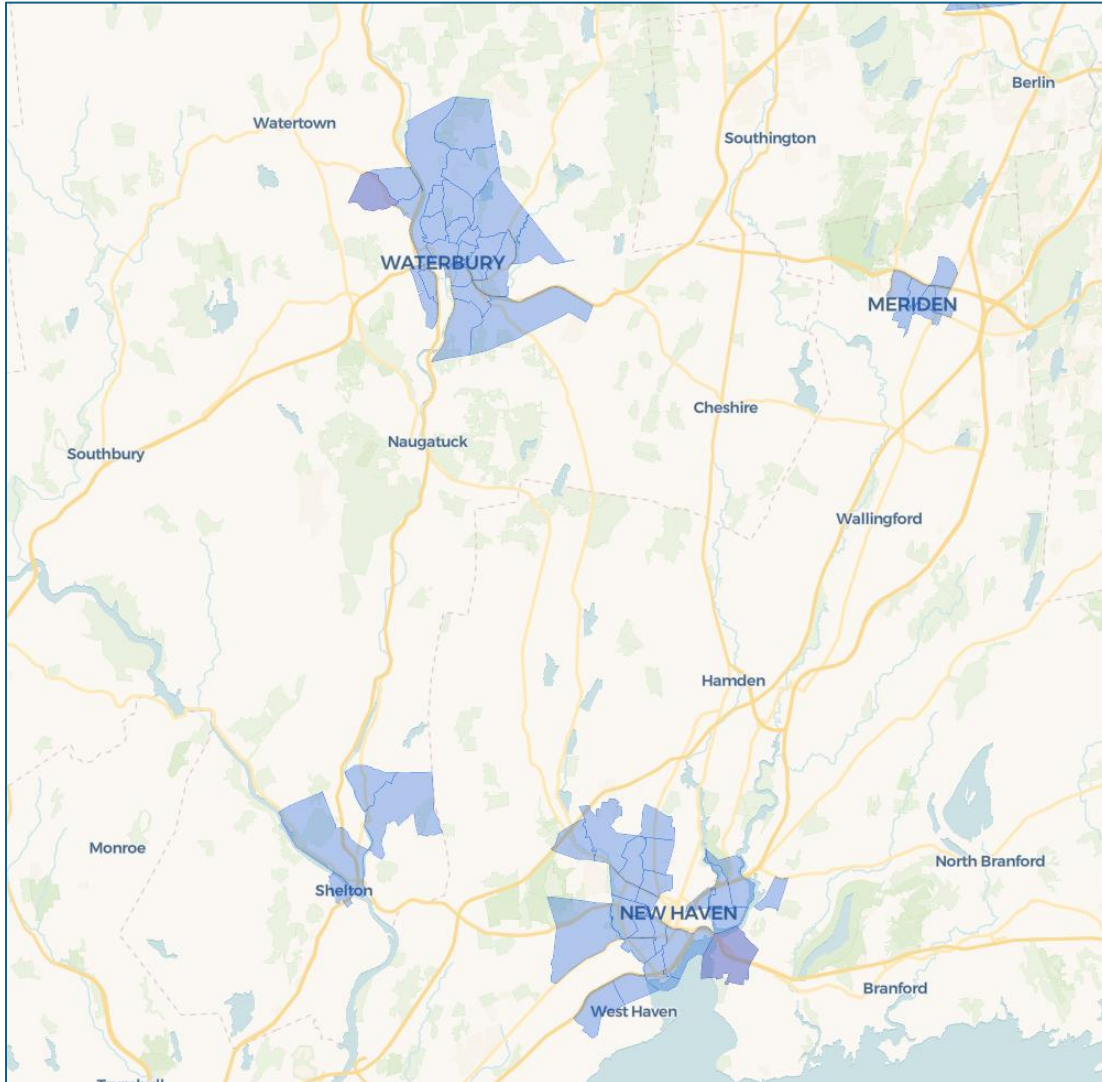 Berlin
Watertown
Southington
WATERBURY
MERIDEN
Cheshire
Naugatuck
Southbury
Wallingford
Hamden
Monroe
North Branford
Shelton
NEW HAVEN
Branford
West Haven